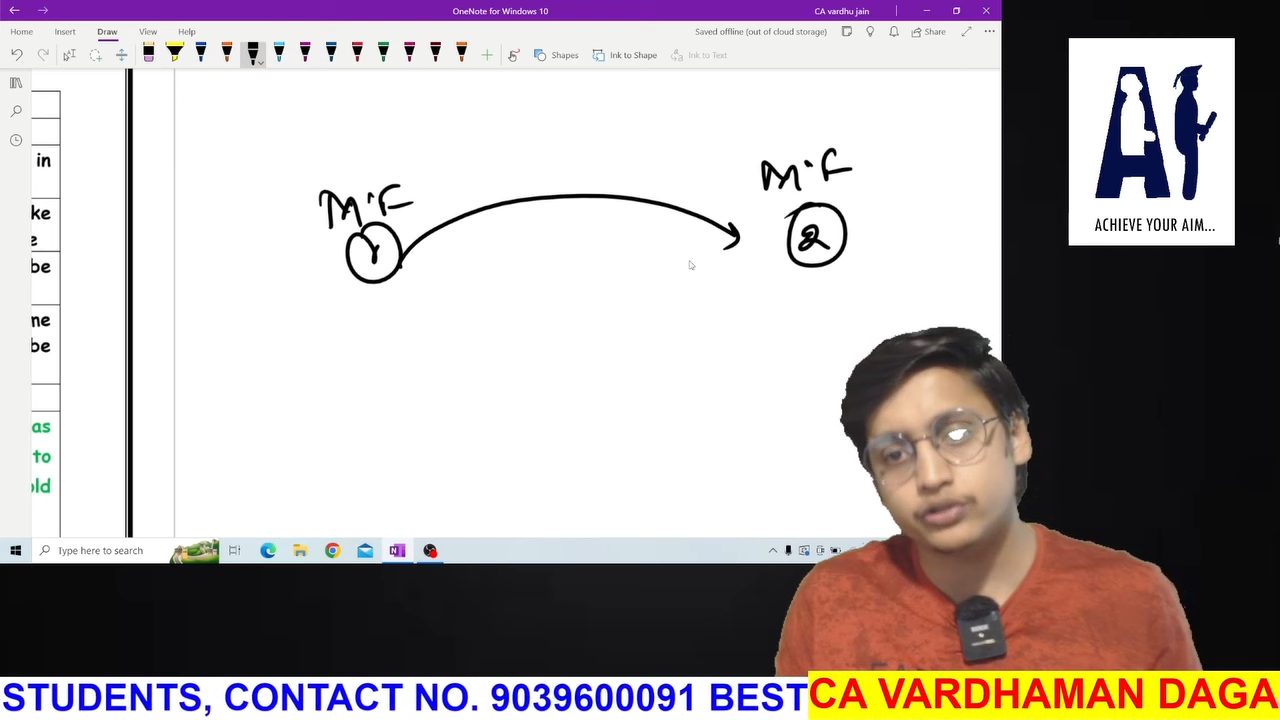 OneNote for Windows 10
CA vardhu jain
Home Insert Draw View Help
Saved offline (out of cloud storage)
Share
Shapes
Ink to Shape
Ink to Text
in
ke
e
be
me
be
as
to
old
M.F
1
M.F
2
Type here to search
ACHIEVE YOUR AIM...
STUDENTS, CONTACT NO. 9039600091 BEST
CA VARDHAMAN DAGA